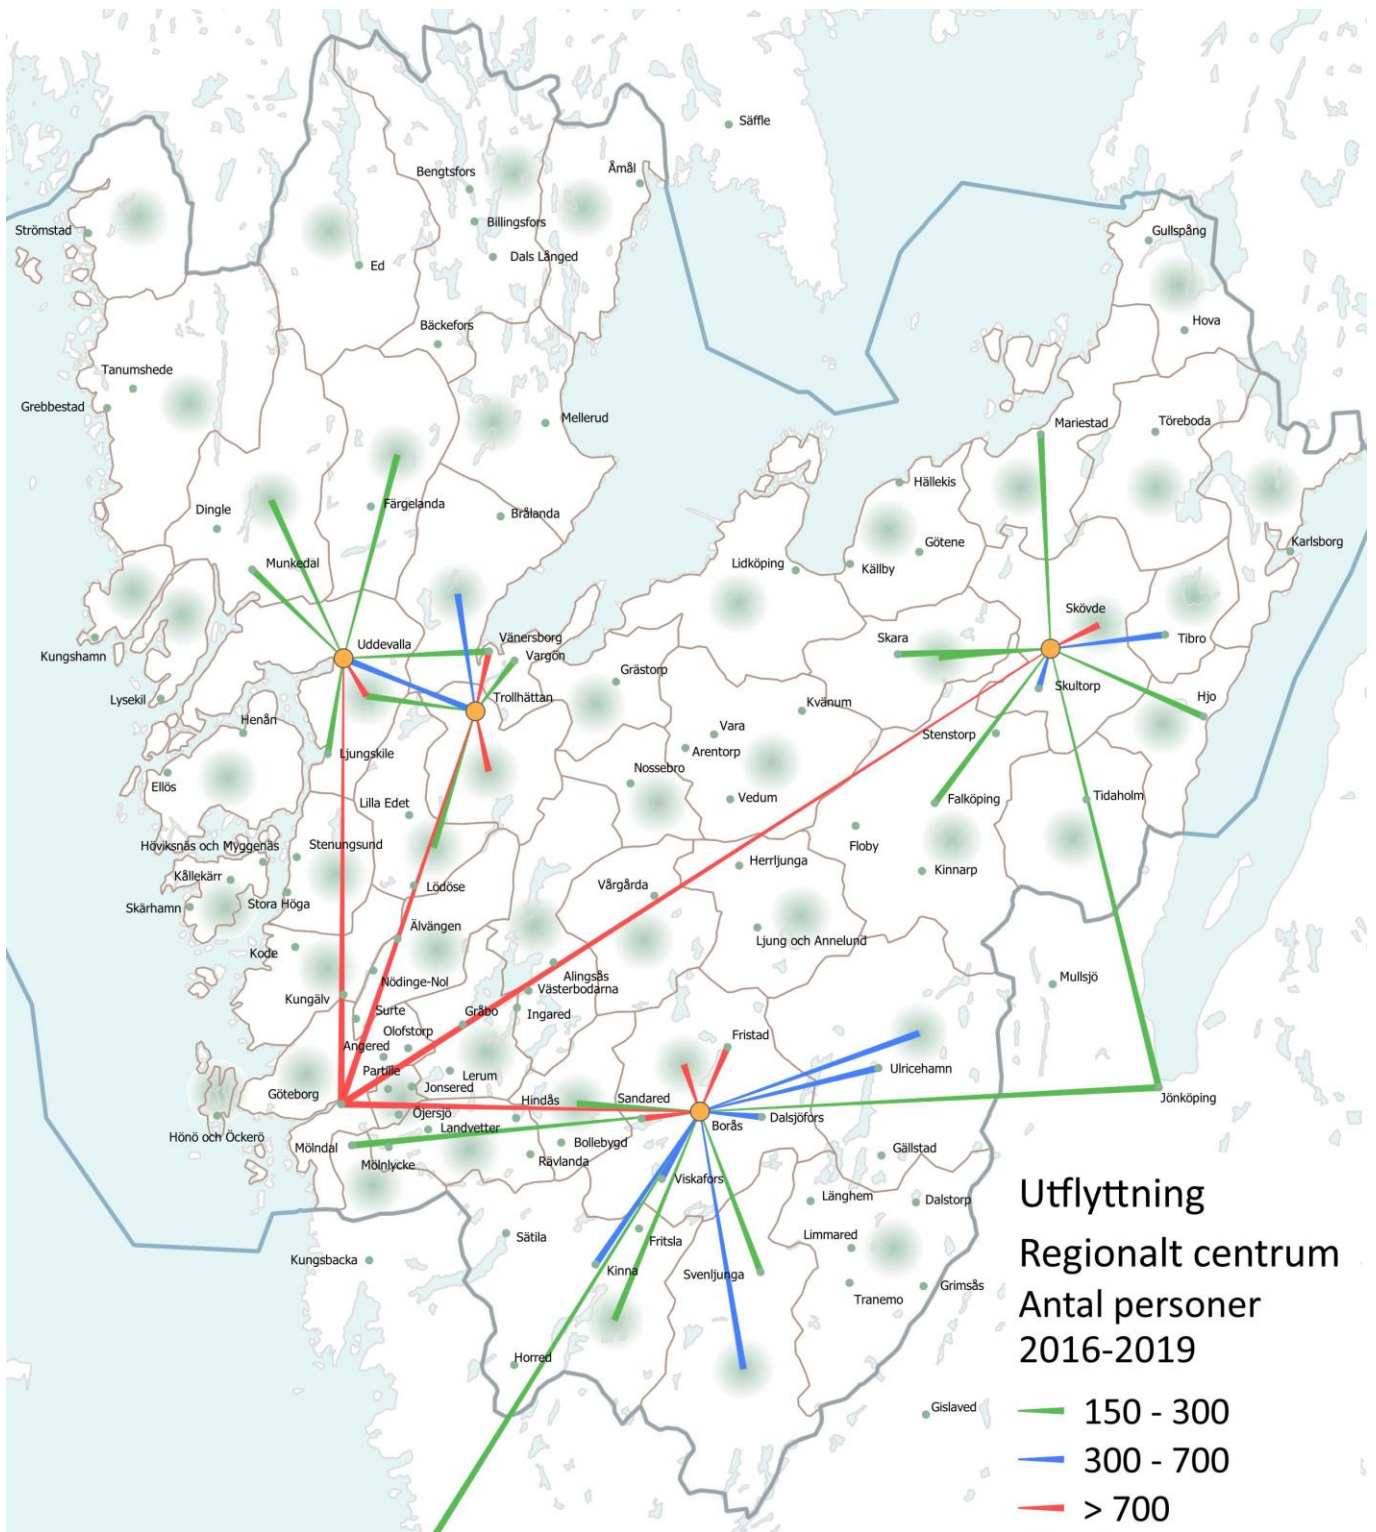 Säffle
Åmål
Bengtsfors
Billingsfors
Strömstad
Gullspång
Dals Långed
Ed
Hova
Bäckefors
Tanumshede
Grebbestad
Mellerud
Mariestad
Töreboda
Hällekis
Färgelanda
Dingle
Brålanda
Götene
Karlsborg
Munkedal
Lidköping
Källby
Skövde
Vänersborg
Skara
Tibro
Uddevalla
Kungshamn
Vargön
Grästorp
Skultorp
Trollhättan
Hjo
Lysekil
Kvänum
Henån
Vara
Stenstorp
Ljungskile
Arentorp
Nossebro
Ellös
Tidaholm
Vedum
Falköping
Lilla Edet
Stenungsund
Höviksnäs och Myggenäs
Floby
Herrljunga
Kinnarp
Kållekärr
Lödöse
Vårgårda
Skärhamn
Stora Höga
Älvängen
Ljung och Annelund
Kode
Alingsås
Mullsjö
Nödinge-Nol
Västerbodarna
Kungälv
Surte
Gråbo
Ingared
Olofstorp
Fristad
Angered
Partille
Lerum
Ulricehamn
Jonsered
Göteborg
Hindås
Sandared
Jönköping
Öjersjö
Dalsjöfors
Landvetter
Borås
Hönö och Öckerö
Bollebygd
Mölndal
Gällstad
Mölnlycke
Rävlanda
Viskafors
Länghem
Dalstorp
Utflyttning
Sätila
Limmared
Fritsla
Regionalt centrum
Kungsbacka
Kinna
Svenljunga
Grimsås
Tranemo
Antal personer
2016-2019
Horred
Gislaved
150 - 300
300 - 700
> 700